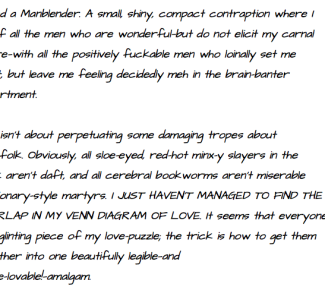 d a Manblender. A small, shiny, compact contraption where I
f all the men who are wonderful-but do not elicit my carnal
e-with all the positively fuckable men who loinally set me
, but leave me feeling decidedly meh in the brain-banter
rtment.
isn't about perpetuating some damaging tropes about
folk. Obviously, all sloe-eyed, red-hot minx-y slayers in the
aren't daft, and all cerebral bookworms aren't miserable
ionary-style martyrs. I JUST HAVEN'T MANAGED TO FIND THE
RLAP IN MY VENN DIAGRAM OF LOVE. It seems that everyone
glinting piece of my love-puzzle; the trick is how to get them
ther into one beautifully legible-and
e-lovable!-amalgam.